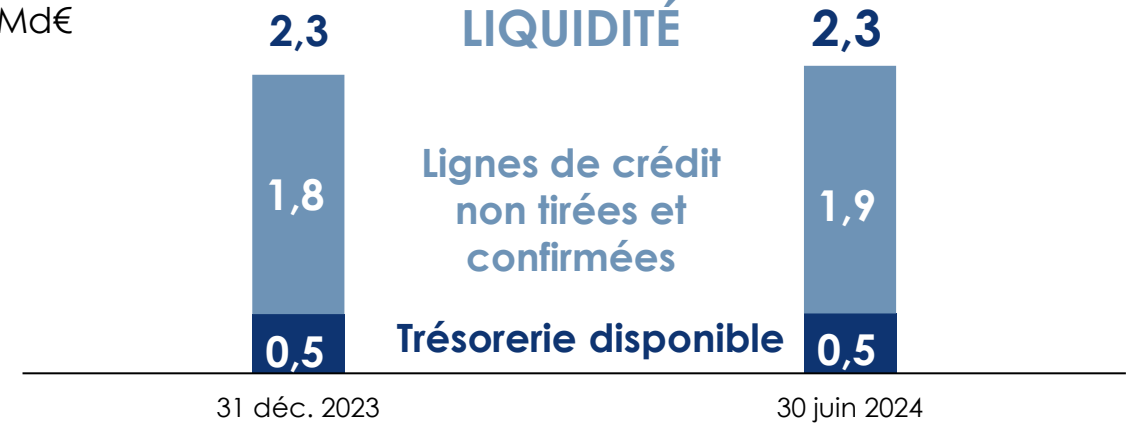 Md€
2,3 LIQUIDITÉ 2,3
Lignes de crédit
non tirées et
confirmées
1,8 1,9
Trésorerie disponible
0,5 0,5
31 déc. 2023 30 juin 2024